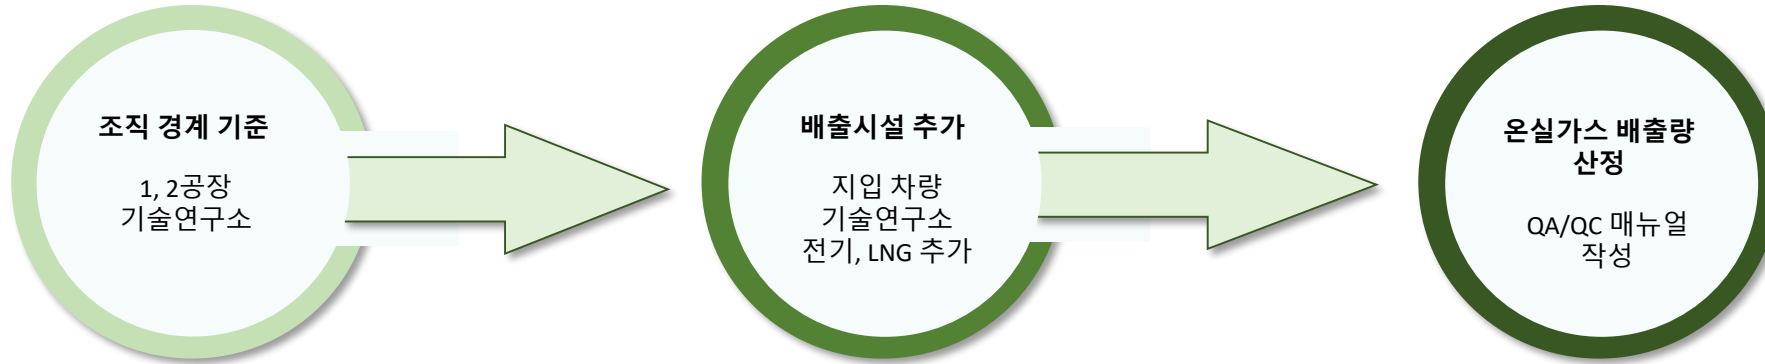 조직 경계 기준
1, 2공장
기술연구소
배출시설 추가
지입 차량
기술연구소
전기, LNG 추가
온실가스 배출량
산정
QA/QC 매뉴얼
작성